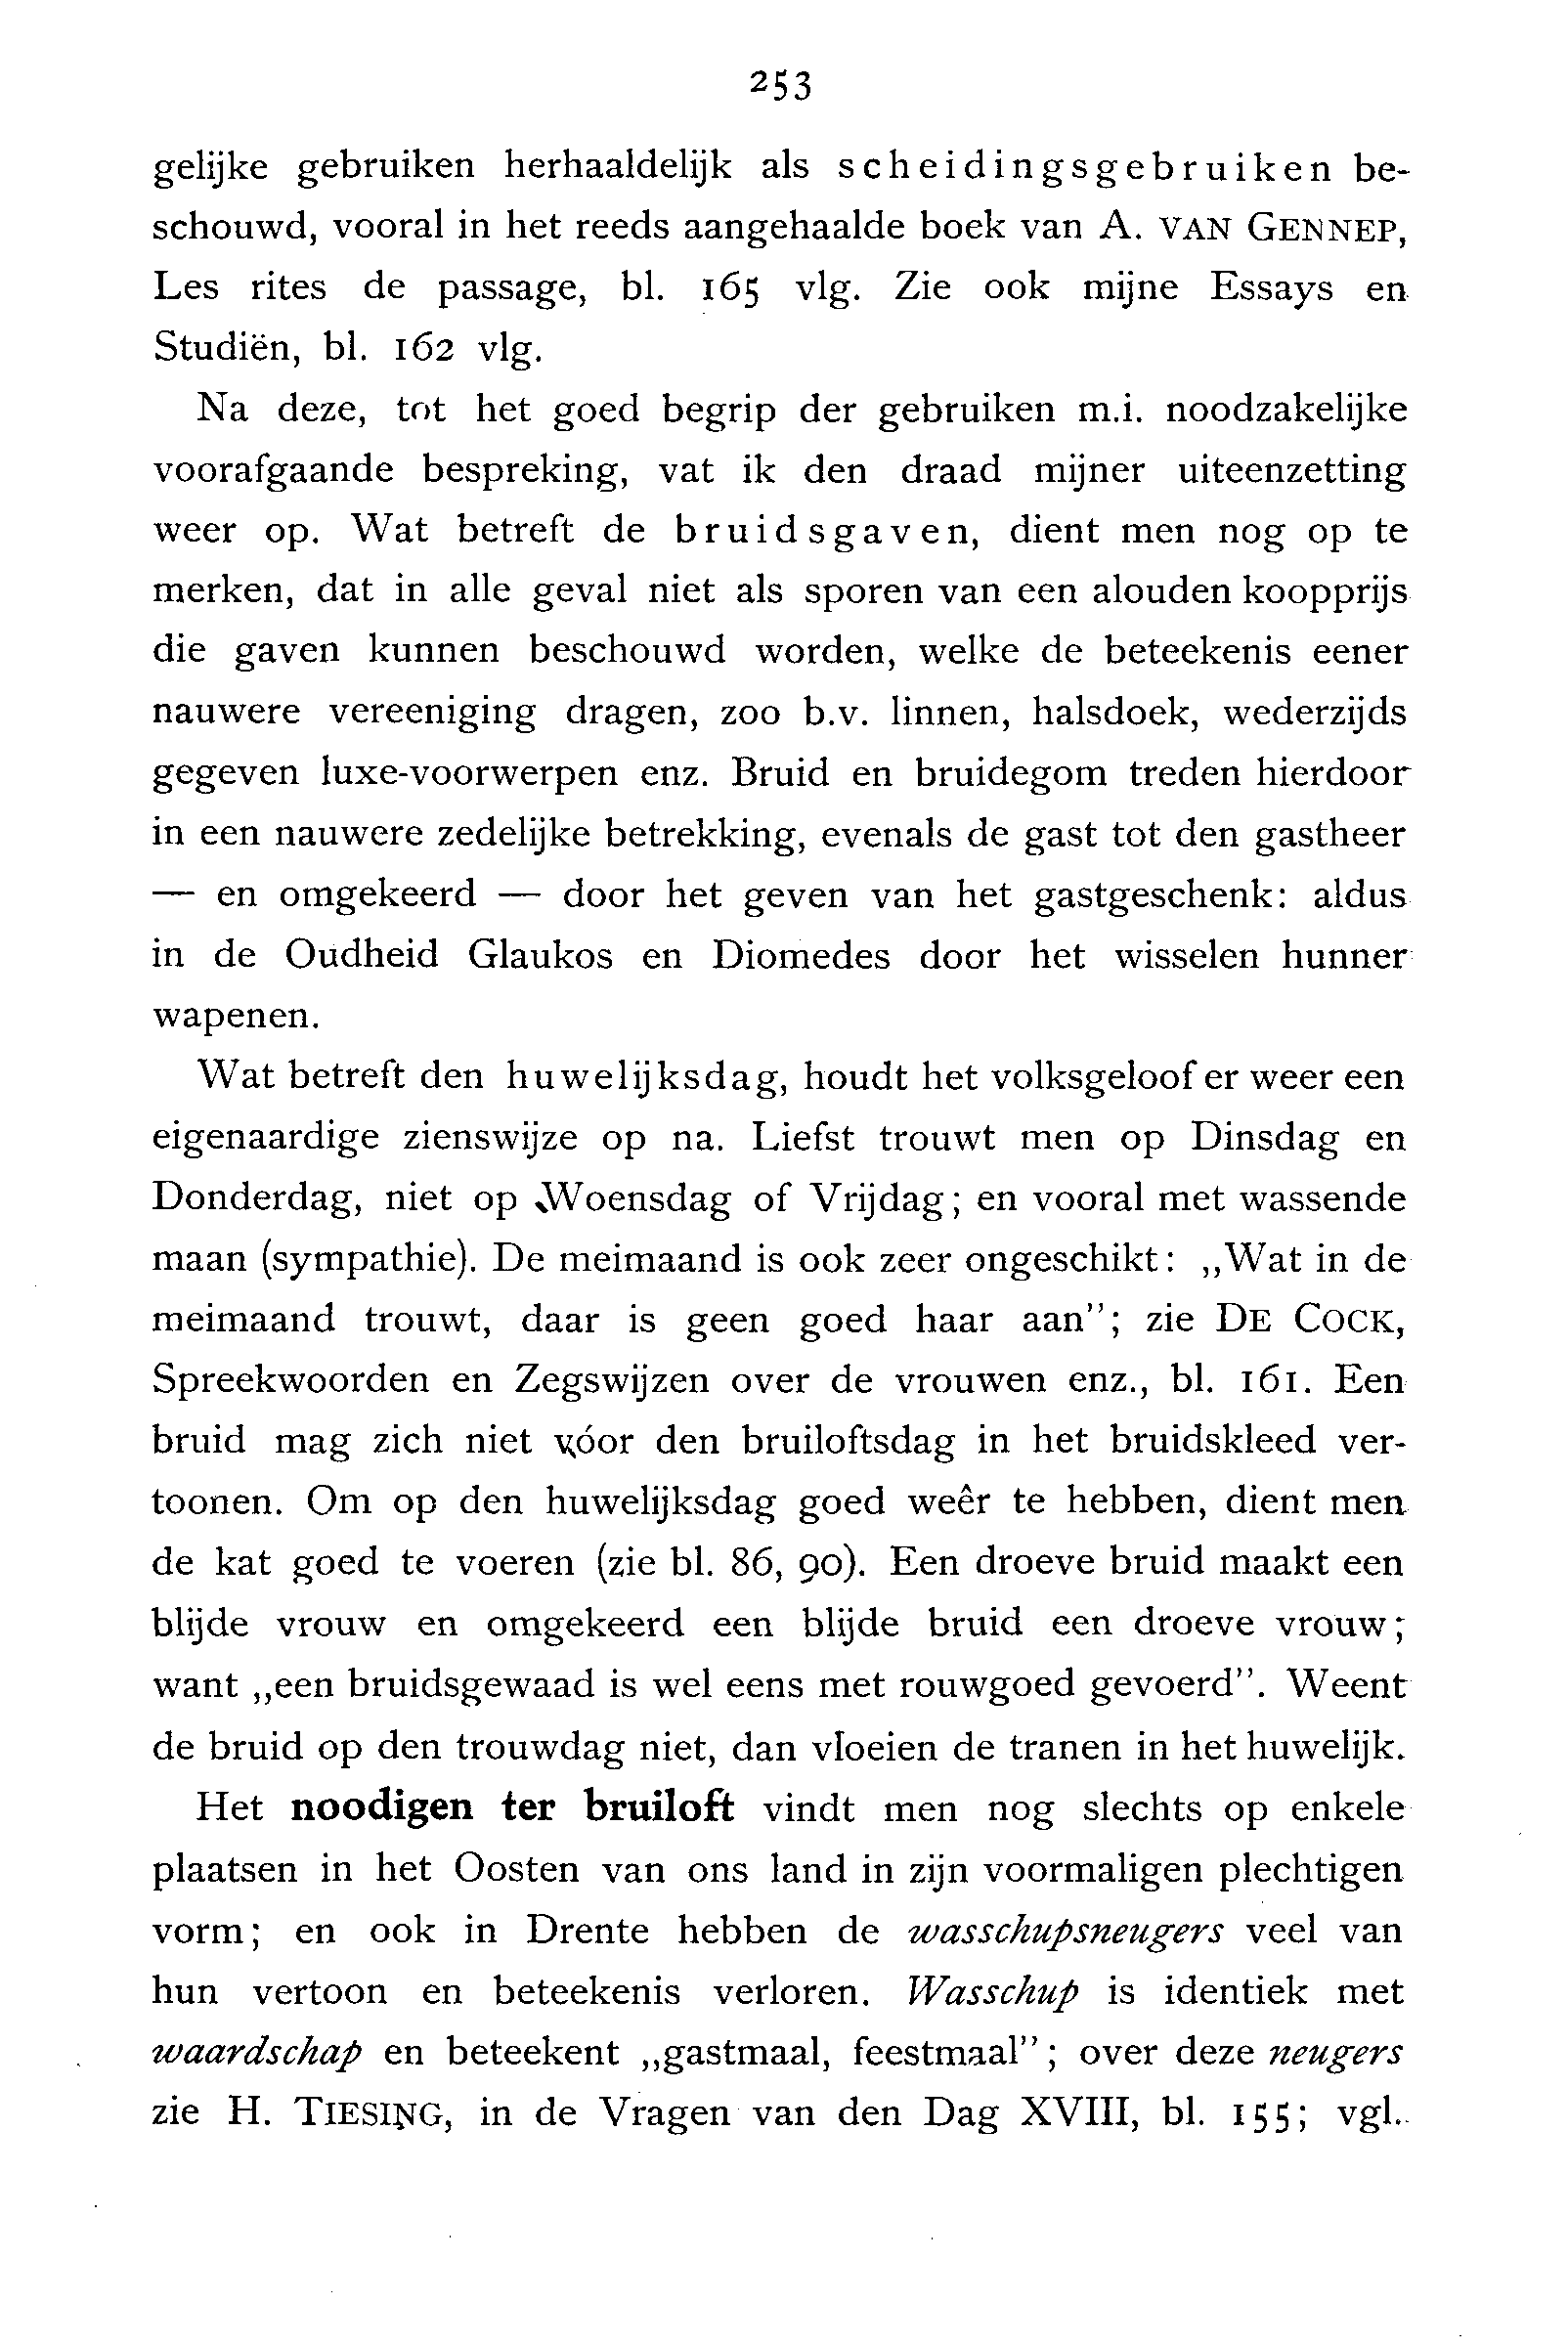 253
gelijke gebruiken herhaaldelijk als scheidingsgebruiken be-
schouwd, vooral in het reeds aangehaalde boek van A. VAN GENNEP,
Les rites de passage, bl. 165 vlg. Zie ook mijne Essays en
Studiën, bl. 162 vlg.
Na deze, tot het goed begrip der gebruiken m.i. noodzakelijke
voorafgaande bespreking, vat ik den draad mijner uiteenzetting
weer op. Wat betreft de bruidsgaven, dient men nog op te
merken, dat in alle geval niet als sporen van een alouden koopprijs
die gaven kunnen beschouwd worden, welke de beteekenis eener
nauwere vereeniging dragen, zoo b.v. linnen, halsdoek, wederzijds
gegeven luxe-voorwerpen enz. Bruid en bruidegom treden hierdoor
in een nauwere zedelijke betrekking, evenals de gast tot den gastheer
— en omgekeerd — door het geven van het gastgeschenk: aldus
in de Oudheid Glaukos en Diomedes door het wisselen hunner
wapenen.
Wat betreft den huwelijksdag, houdt het volksgeloof er weer een
eigenaardige zienswijze op na. Liefst trouwt men op Dinsdag en
Donderdag, niet op Woensdag of Vrijdag; en vooral met wassende
maan (sympathie). De meimaand is ook zeer ongeschikt: „Wat in de
meimaand trouwt, daar is geen goed haar aan”; zie DE COCK,
Spreekwoorden en Zegswijzen over de vrouwen enz., bl. 161. Een
bruid mag zich niet vóor den bruiloftsdag in het bruidskleed ver-
toonen. Om op den huwelijksdag goed weêr te hebben, dient men
de kat goed te voeren (zie bl. 86, 90). Een droeve bruid maakt een
blijde vrouw en omgekeerd een blijde bruid een droeve vrouw;
want „een bruidsgewaad is wel eens met rouwgoed gevoerd”. Weent
de bruid op den trouwdag niet, dan vloeien de tranen in het huwelijk.
Het noodigen ter bruiloft vindt men nog slechts op enkele
plaatsen in het Oosten van ons land in zijn voormaligen plechtigen
vorm; en ook in Drente hebben de wasschupsneugers veel van
hun vertoon en beteekenis verloren. Wasschup is identiek met
waardschap en beteekent „gastmaal, feestmaal”; over deze neugers
zie H. TIESING, in de Vragen van den Dag XVIII, bl. 155; vgl.